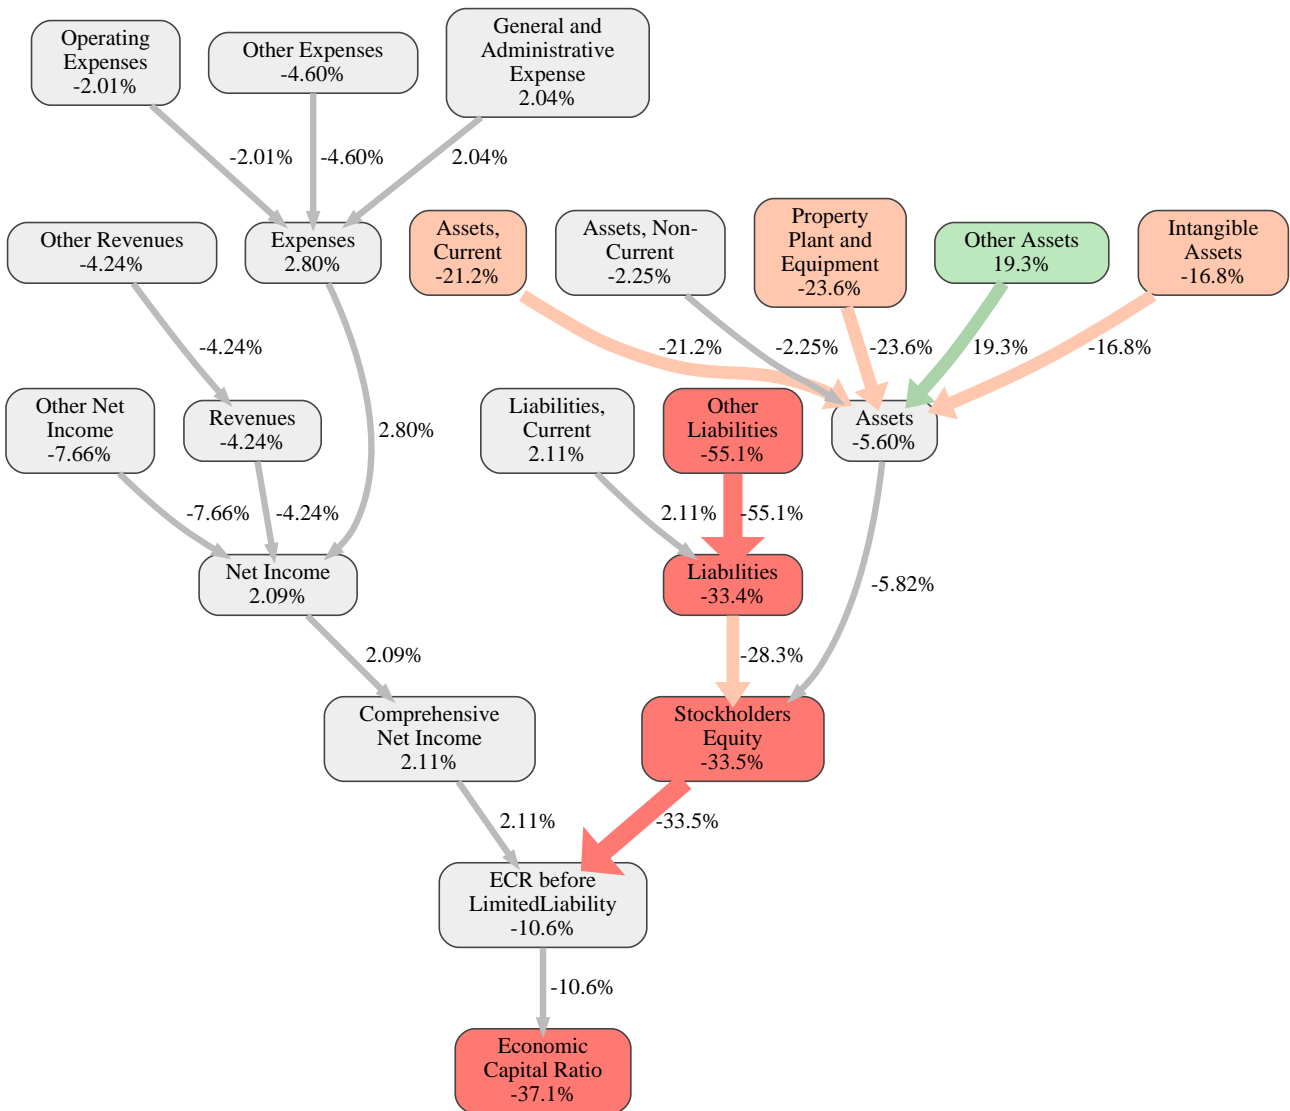 Operating
Expenses
-2.01%
Other Expenses
-4.60%
General and
Administrative
Expense
2.04%
-2.01%
-4.60%
2.04%
Other Revenues
-4.24%
Expenses
2.80%
Assets,
Current
-21.2%
Assets, Non-
Current
-2.25%
Property
Plant and
Equipment
-23.6%
Other Assets
19.3%
Intangible
Assets
-16.8%
-4.24%
-21.2%
-2.25%
-23.6%
19.3%
-16.8%
Other Net
Income
-7.66%
Revenues
-4.24%
2.80%
Liabilities,
Current
2.11%
Other
Liabilities
-55.1%
Assets
-5.60%
-7.66%
-4.24%
2.11%
-55.1%
Net Income
2.09%
Liabilities
-33.4%
-5.82%
2.09%
-28.3%
Comprehensive
Net Income
2.11%
Stockholders
Equity
-33.5%
2.11%
-33.5%
ECR before
LimitedLiability
-10.6%
-10.6%
Economic
Capital Ratio
-37.1%